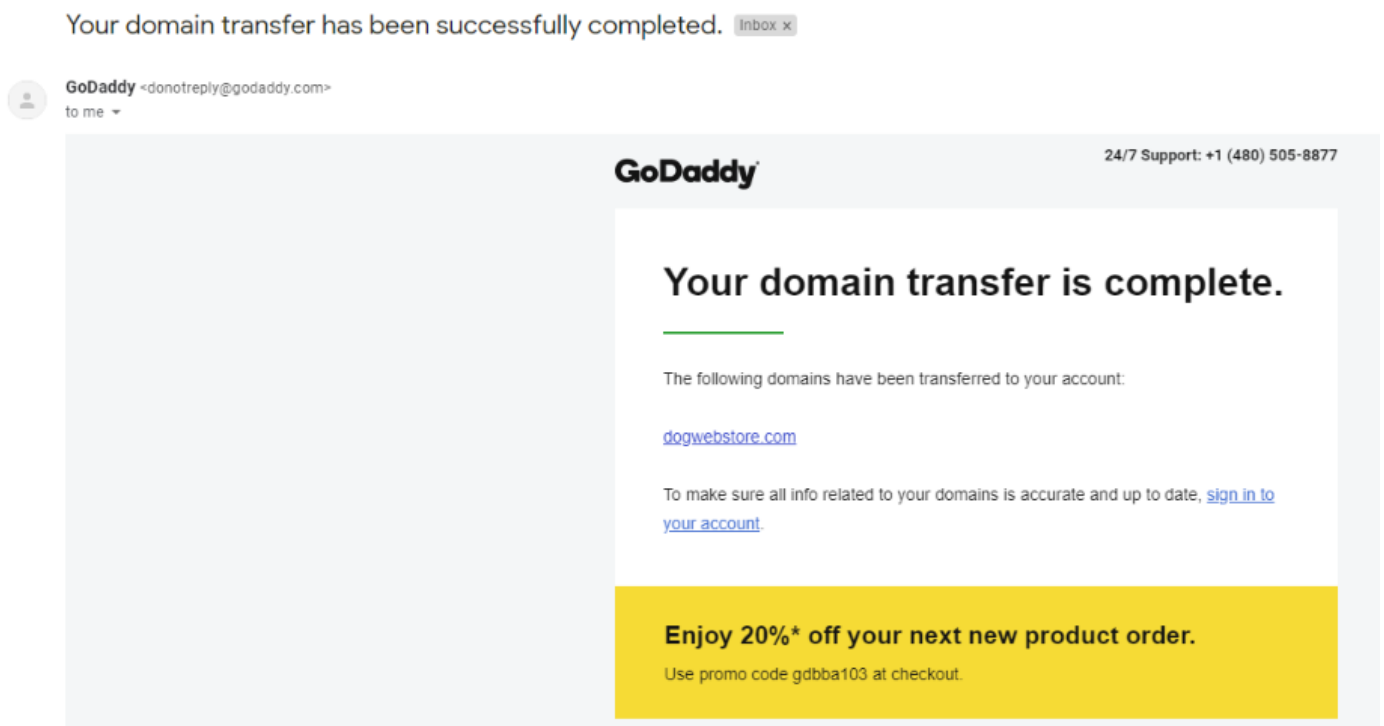 Your domain transfer has been successfully completed. Inbox x
GoDaddy <donotreply@godaddy.com>
to me
GoDaddy
24/7 Support: +1 (480) 505-8877
Your domain transfer is complete.
The following domains have been transferred to your account:
dogwebstore.com
To make sure all info related to your domains is accurate and up to date, sign in to
your account.
Enjoy 20%* off your next new product order.
Use promo code gdbba103 at checkout.